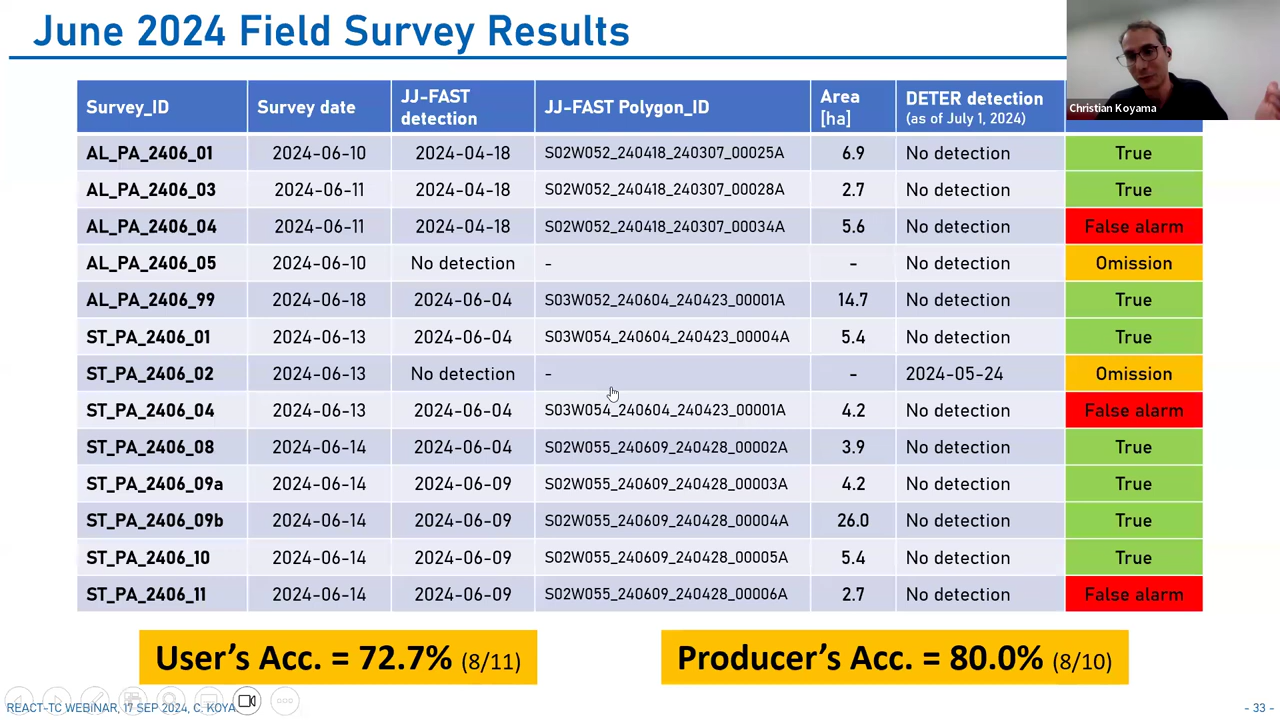 June 2024 Field Survey Results
Christian Koyama
Survey_ID Survey date JJ-FAST detection JJ-FAST Polygon_ID Area [ha] DETER detection (as of July 1, 2024)
AL_PA_2406_01 2024-06-10 2024-04-18 S02W052_240418_240307_00025A 6.9 No detection True
AL_PA_2406_03 2024-06-11 2024-04-18 S02W052_240418_240307_00028A 2.7 No detection True
AL_PA_2406_04 2024-06-11 2024-04-18 S02W052_240418_240307_00034A 5.6 No detection False alarm
AL_PA_2406_05 2024-06-10 No detection - - No detection Omission
AL_PA_2406_99 2024-06-18 2024-06-04 S03W052_240604_240423_00001A 14.7 No detection True
ST_PA_2406_01 2024-06-13 2024-06-04 S03W054_240604_240423_00004A 5.4 No detection True
ST_PA_2406_02 2024-06-13 No detection - - 2024-05-24 Omission
ST_PA_2406_04 2024-06-13 2024-06-04 S03W054_240604_240423_00001A 4.2 No detection False alarm
ST_PA_2406_08 2024-06-14 2024-06-04 S02W055_240609_240428_00002A 3.9 No detection True
ST_PA_2406_09a 2024-06-14 2024-06-09 S02W055_240609_240428_00003A 4.2 No detection True
ST_PA_2406_09b 2024-06-14 2024-06-09 S02W055_240609_240428_00004A 26.0 No detection True
ST_PA_2406_10 2024-06-14 2024-06-09 S02W055_240609_240428_00005A 5.4 No detection True
ST_PA_2406_11 2024-06-14 2024-06-09 S02W055_240609_240428_00006A 2.7 No detection False alarm
User's Acc. = 72.7% (8/11) Producer's Acc. = 80.0% (8/10)
REACT-TC WEBINAR, 17 SEP 2024, C. KOYA
- 33 -